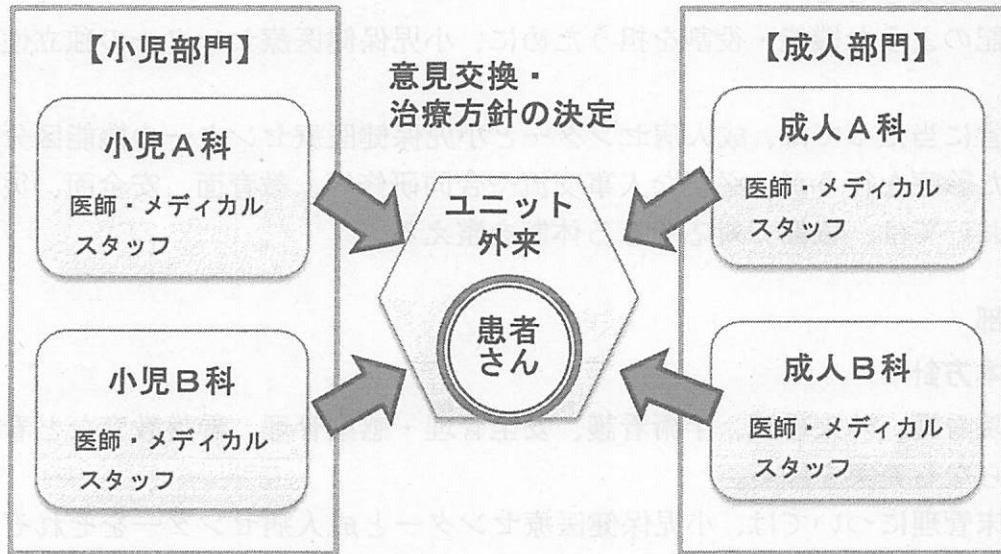 【小児部門】
小児A科
医師・メディカル
スタッフ
小児B科
医師・メディカル
スタッフ
意見交換・
治療方針の決定
ユニット
外来
患者
さん
【成人部門】
成人A科
医師・メディカル
スタッフ
成人B科
医師・メディカル
スタッフ